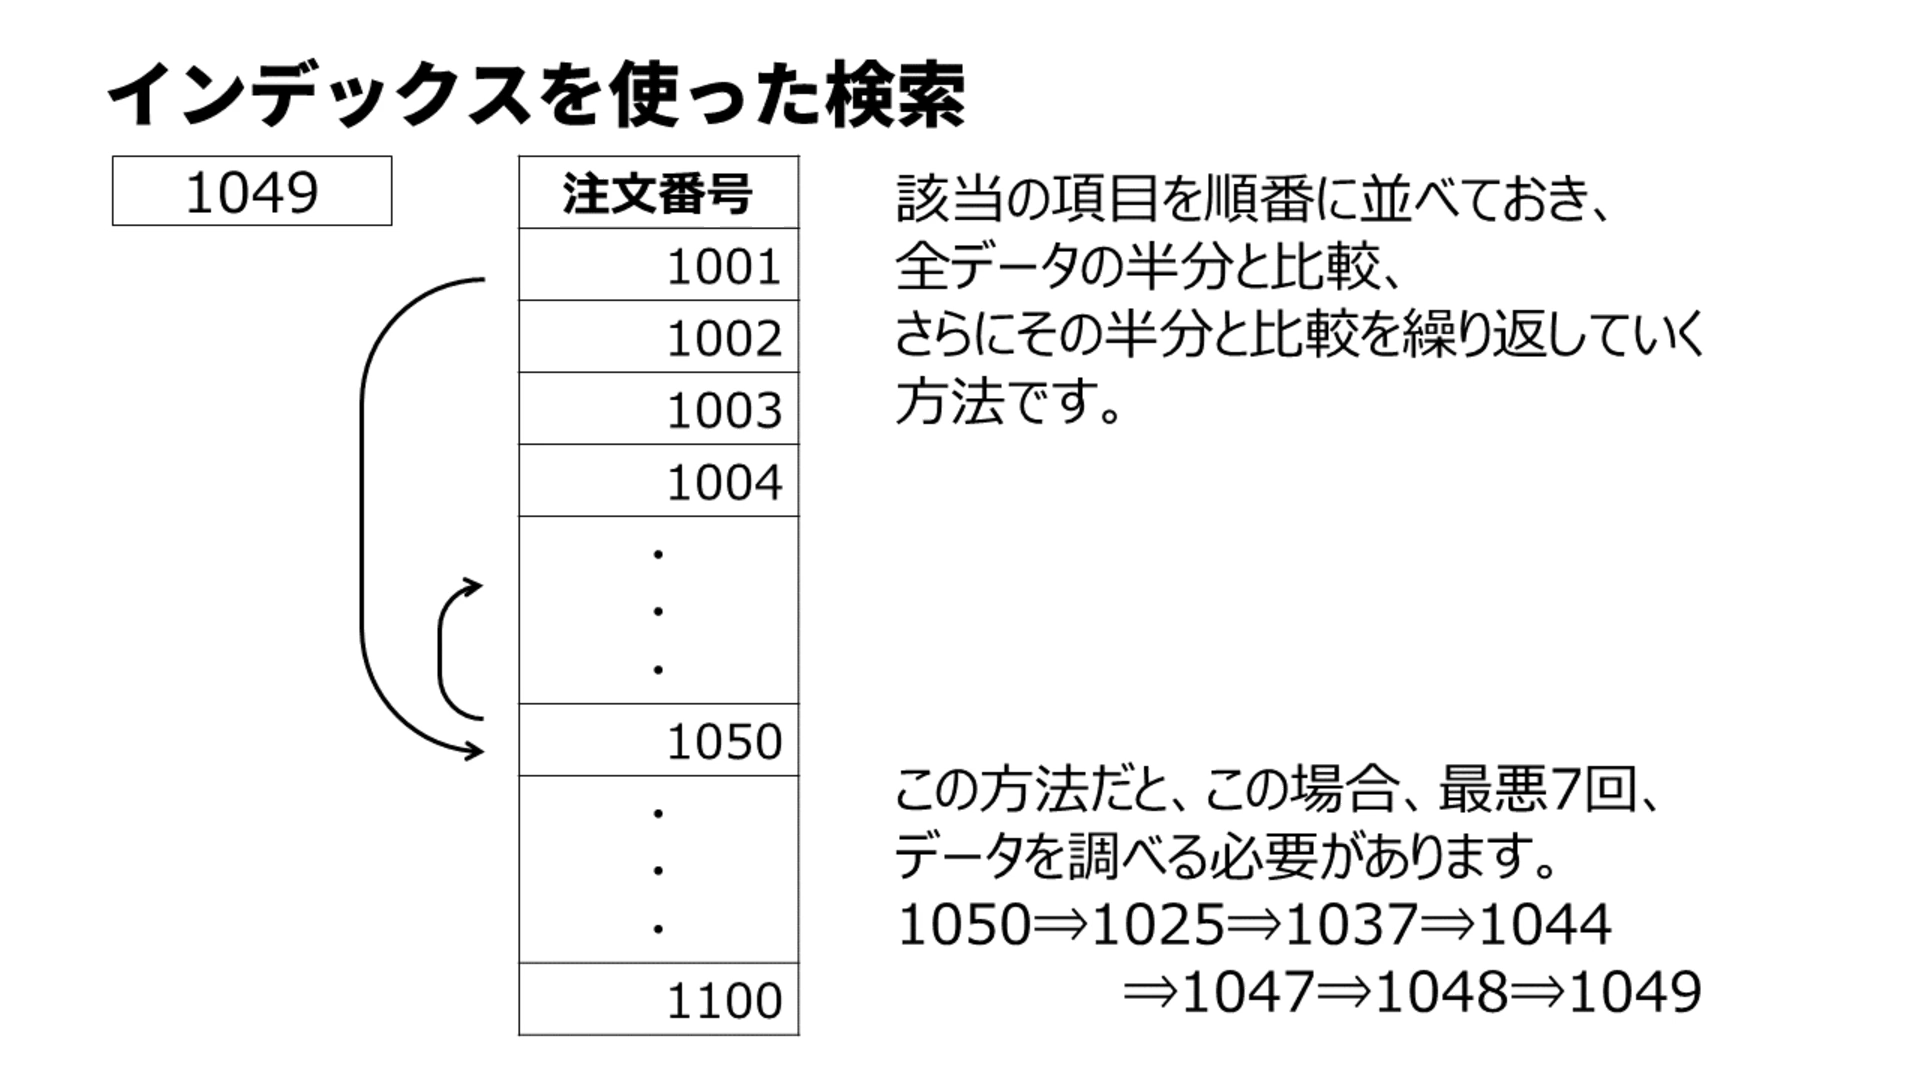 インデックスを使った検索
1049
注文番号
1001
1002
1003
1004
・
・
・
1050
・
・
・
1100
該当の項目を順番に並べておき、
全データの半分と比較、
さらにその半分と比較を繰り返していく
方法です。
この方法だと、この場合、最悪7回、
データを調べる必要があります。
1050⇒1025⇒1037⇒1044
⇒1047⇒1048⇒1049